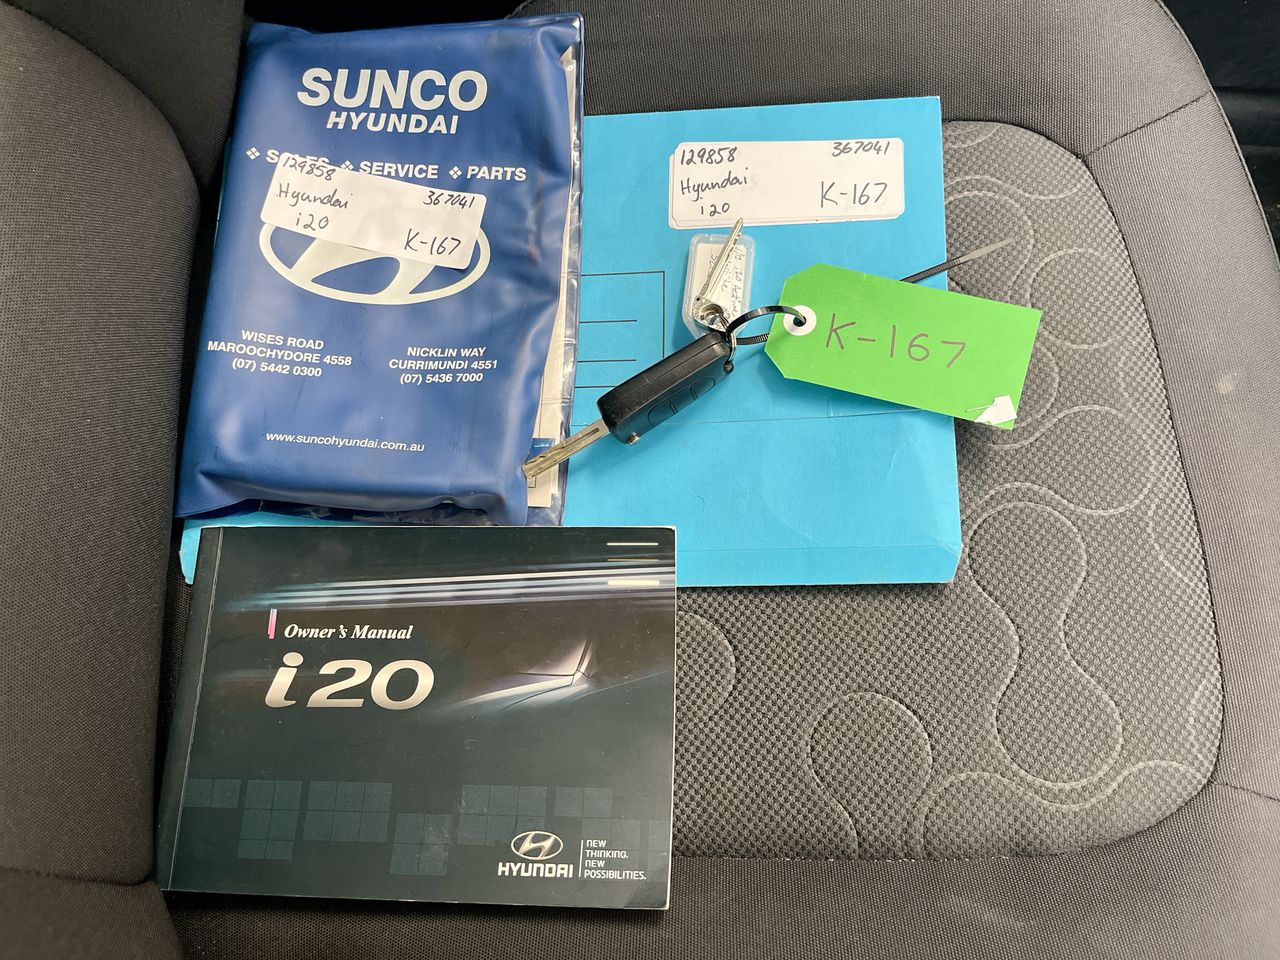 SUNCO
HYUNDAI
❖ SALES ❖ SERVICE ❖ PARTS
129858 367041
Hyundai
i20 K-167
WISES ROAD
MAROOCHYDORE 4558
(07) 5442 0300
NICKLIN WAY
CURRIMUNDI 4551
(07) 5436 7000
www.suncohyundai.com.au
129858 367041
Hyundai
i20 K-167
K-167
Owner's Manual
i20
HYUNDAI
NEW
THINKING.
NEW
POSSIBILITIES.